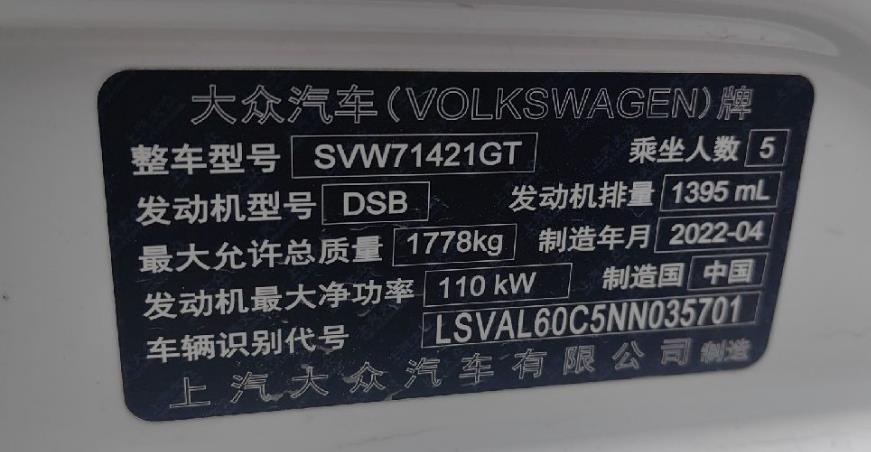 大众汽车(VOLKSWAGEN)牌
整车型号 SVW71421GT 乘坐人数 5
发动机型号 DSB 发动机排量 1395 mL
最大允许总质量 1778kg 制造年月 2022-04
发动机最大净功率 110 kW 制造国 中国
车辆识别代号 LSVAL60C5NN035701
上汽大众汽车有限公司 制造